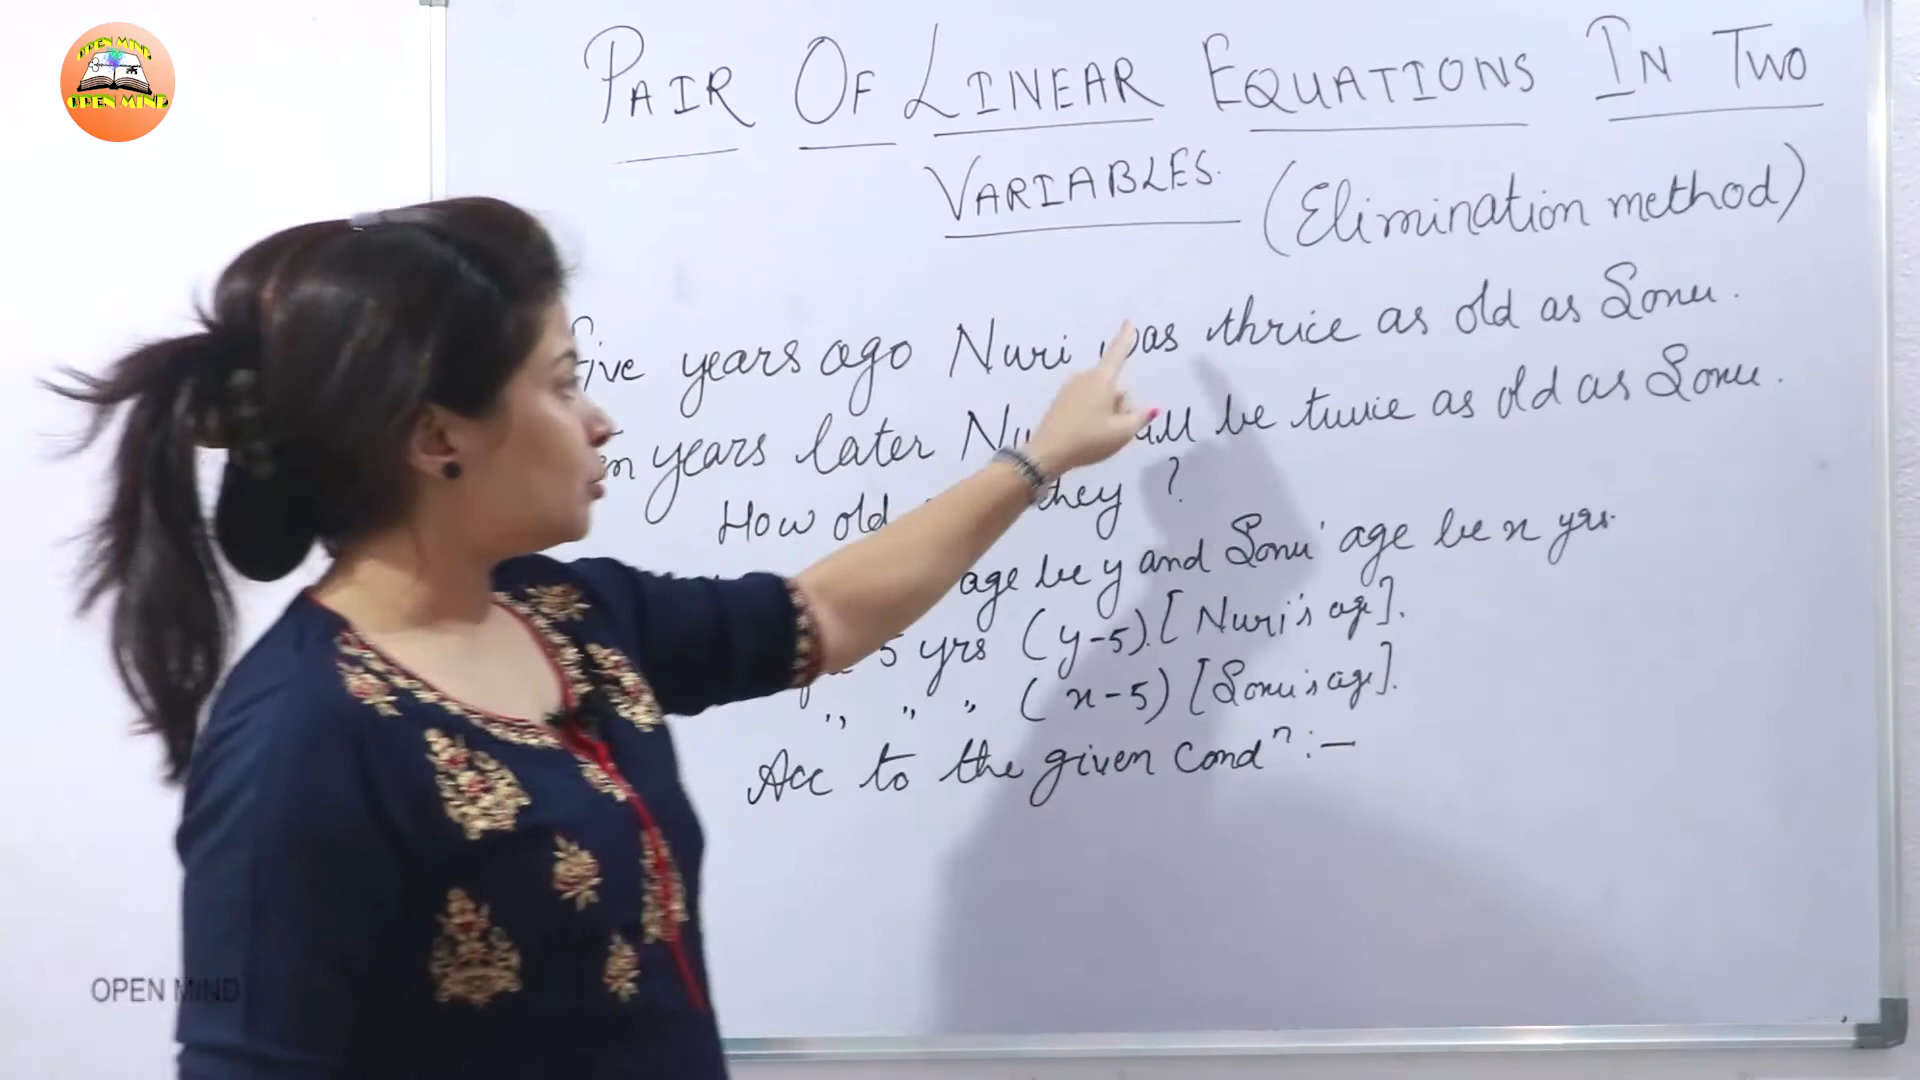 OPEN MIND
OPEN MIND
PAIR OF LINEAR EQUATIONS IN TWO
VARIABLES. (Elimination method)
Five years ago Nuri was thrice as old as Sonu.
years later will be twice as old as Sonu.
How old they ?
age be y and Sonu' age be x yrs.
5 yrs (y-5) [Nuri's age].
" " " (x-5) [Sonu's age].
Acc to the given condⁿ :-
OPEN MIND